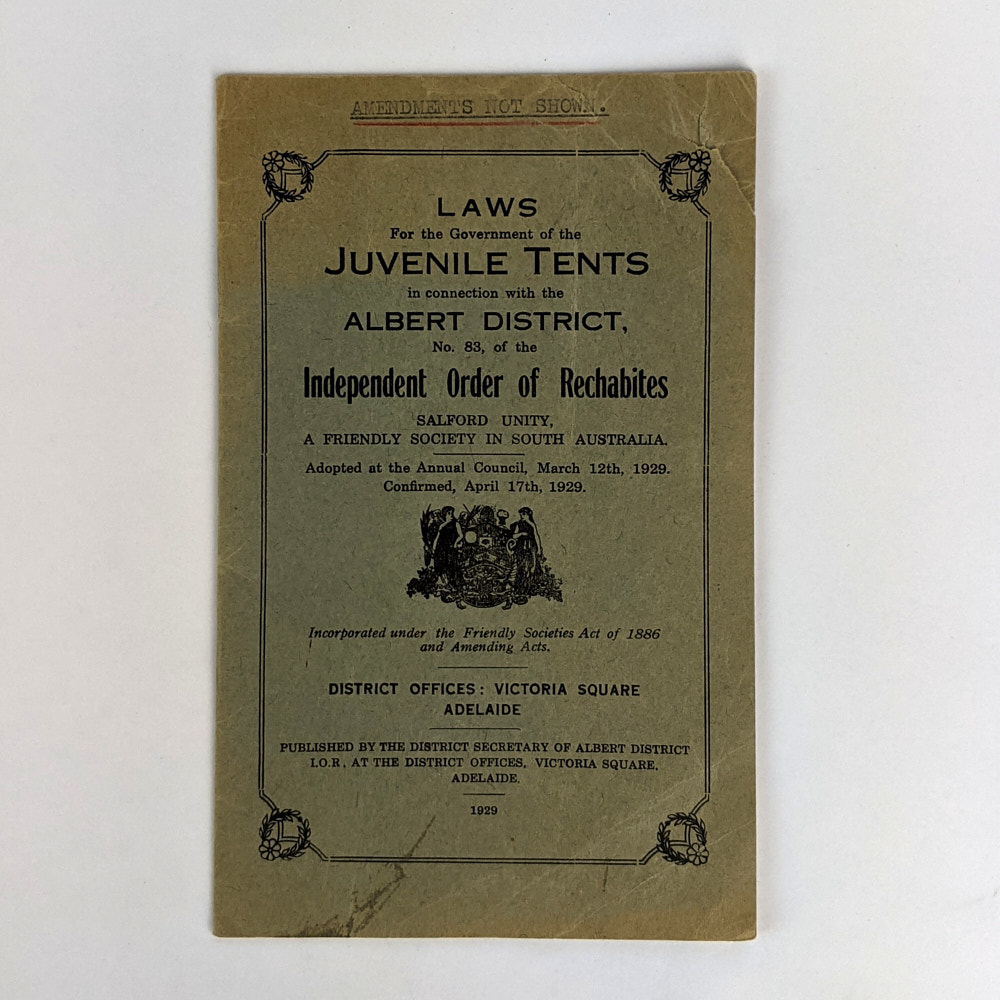 AMENDMENTS NOT SHOWN.
LAWS
For the Government of the
JUVENILE TENTS
in connection with the
ALBERT DISTRICT,
No. 83, of the
Independent Order of Rechabites
SALFORD UNITY,
A FRIENDLY SOCIETY IN SOUTH AUSTRALIA.
Adopted at the Annual Council, March 12th, 1929.
Confirmed, April 17th, 1929.
Incorporated under the Friendly Societies Act of 1886
and Amending Acts.
DISTRICT OFFICES: VICTORIA SQUARE
ADELAIDE
PUBLISHED BY THE DISTRICT SECRETARY OF ALBERT DISTRICT
I.O.R., AT THE DISTRICT OFFICES, VICTORIA SQUARE,
ADELAIDE.
1929